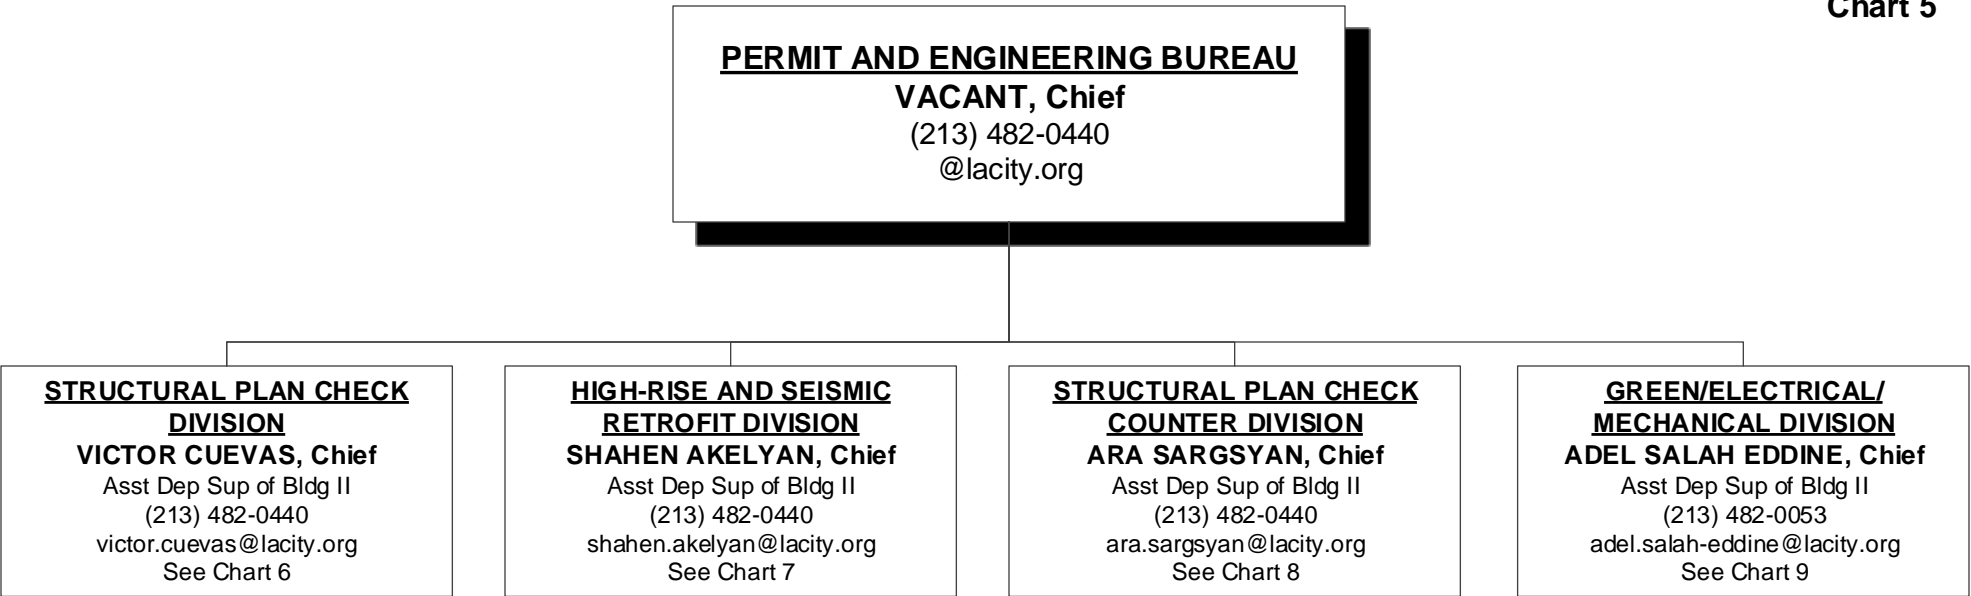 Chart 5
PERMIT AND ENGINEERING BUREAU
VACANT, Chief
(213) 482-0440
@lacity.org
STRUCTURAL PLAN CHECK
DIVISION
VICTOR CUEVAS, Chief
Asst Dep Sup of Bldg II
(213) 482-0440
victor.cuevas@lacity.org
See Chart 6
HIGH-RISE AND SEISMIC
RETROFIT DIVISION
SHAHEN AKELYAN, Chief
Asst Dep Sup of Bldg II
(213) 482-0440
shahen.akelyan@lacity.org
See Chart 7
STRUCTURAL PLAN CHECK
COUNTER DIVISION
ARA SARGSYAN, Chief
Asst Dep Sup of Bldg II
(213) 482-0440
ara.sargsyan@lacity.org
See Chart 8
GREEN/ELECTRICAL/
MECHANICAL DIVISION
ADEL SALAH EDDINE, Chief
Asst Dep Sup of Bldg II
(213) 482-0053
adel.salah-eddine@lacity.org
See Chart 9